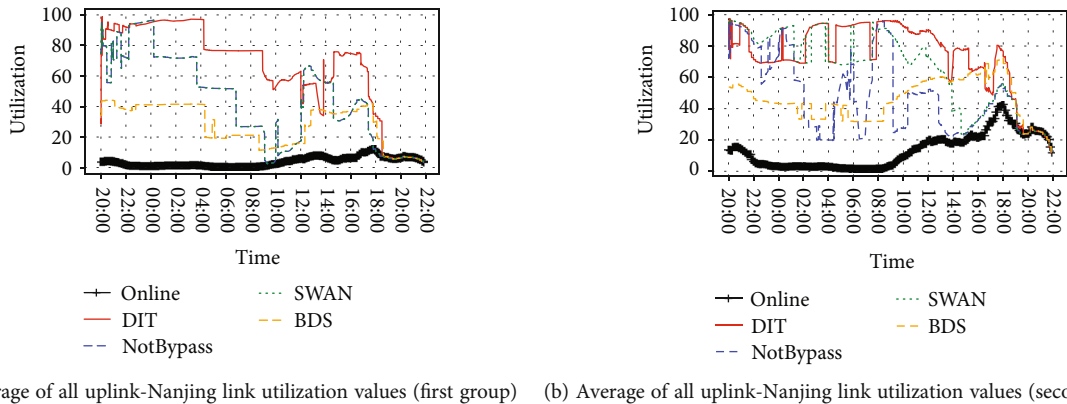 100
80
60
40
20
0
Utilization
20:00 22:00 00:00 02:00 04:00 06:00 08:00 10:00 12:00 14:00 16:00 18:00 20:00 22:00
Time
Online
DIT
NotBypass
SWAN
BDS
rage of all uplink-Nanjing link utilization values (first group)
100
80
60
40
20
0
Utilization
20:00 22:00 00:00 02:00 04:00 06:00 08:00 10:00 12:00 14:00 16:00 18:00 20:00 22:00
Time
Online
DIT
NotBypass
SWAN
BDS
(b) Average of all uplink-Nanjing link utilization values (seco